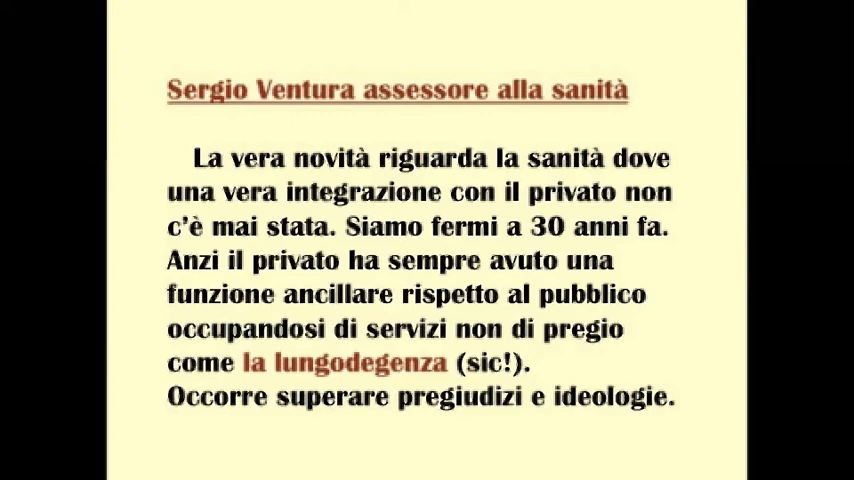 Sergio Ventura assessore alla sanità
La vera novità riguarda la sanità dove
una vera integrazione con il privato non
c'è mai stata. Siamo fermi a 30 anni fa.
Anzi il privato ha sempre avuto una
funzione ancillare rispetto al pubblico
occupandosi di servizi non di pregio
come la lungodegenza (sic!).
Occorre superare pregiudizi e ideologie.